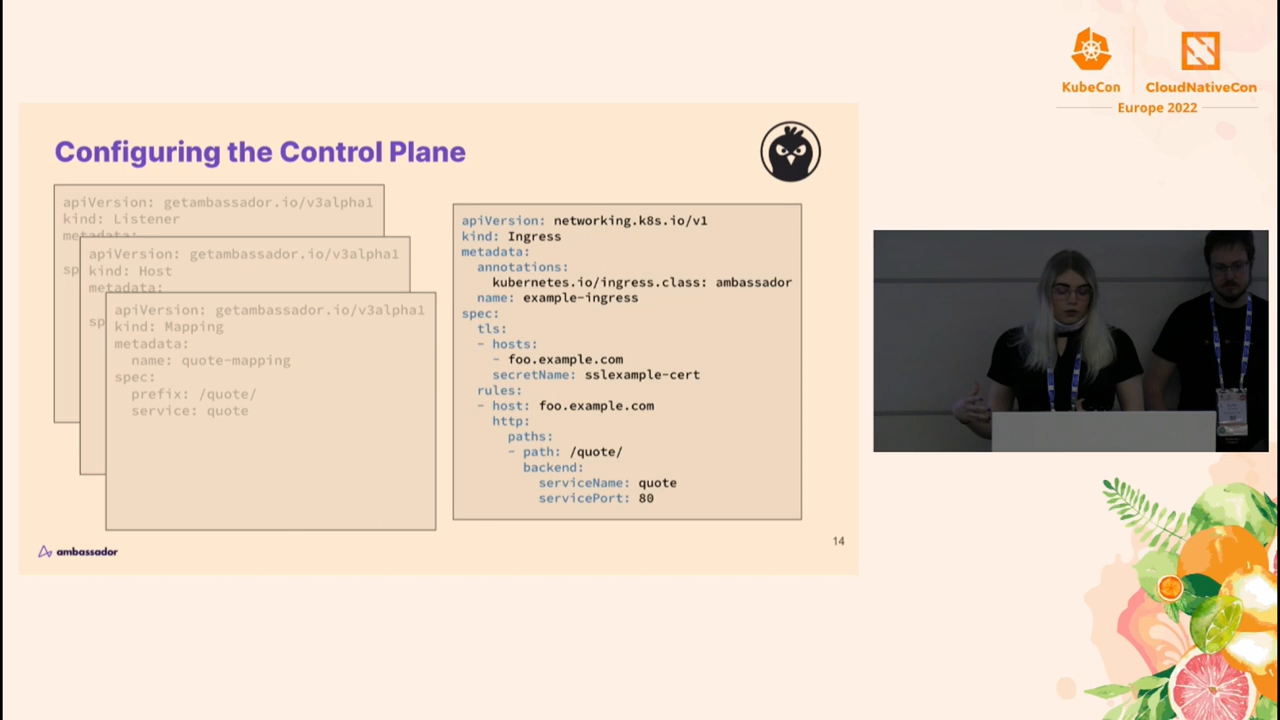 KubeCon
CloudNativeCon
Europe 2022
Configuring the Control Plane
apiVersion: getambassador.io/v3alpha1
kind: Listener
metadata:
sp
apiVersion: getambassador.io/v3alpha1
kind: Host
metadata:
sp
apiVersion: getambassador.io/v3alpha1
kind: Mapping
metadata:
  name: quote-mapping
spec:
  prefix: /quote/
  service: quote
apiVersion: networking.k8s.io/v1
kind: Ingress
metadata:
  annotations:
    kubernetes.io/ingress.class: ambassador
  name: example-ingress
spec:
  tls:
  - hosts:
    - foo.example.com
    secretName: sslexample-cert
  rules:
  - host: foo.example.com
    http:
      paths:
      - path: /quote/
        backend:
          serviceName: quote
          servicePort: 80
ambassador
14